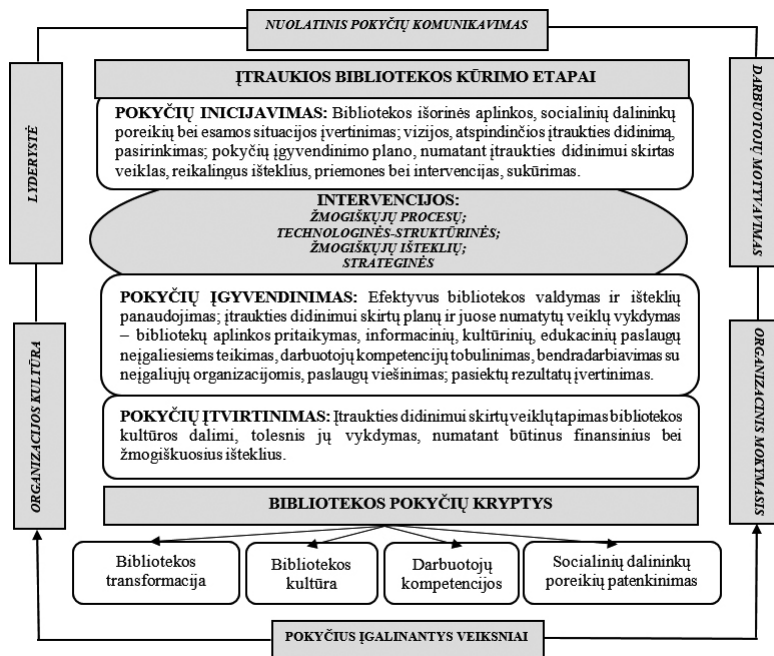 NUOLATINIS POKYČIŲ KOMUNIKAVIMAS
LYDERYSTĖ
ORGANIZACIJOS KULTŪRA
ĮTRAUKIOS BIBLIOTEKOS KŪRIMO ETAPAI
POKYČIŲ INICIJAVIMAS: Bibliotekos išorinės aplinkos, socialinių dalininkų
poreikių bei esamos situacijos įvertinimas; vizijos, atspindinčios įtraukties didinimą,
pasirinkimas; pokyčių įgyvendinimo plano, numatant įtraukties didinimui skirtas
veiklas, reikalingus išteklius, priemones bei intervencijas, sukūrimas.
INTERVENCIJOS:
ŽMOGIŠKŲJŲ PROCESŲ;
TECHNOLOGINĖS-STRUKTŪRINĖS;
ŽMOGIŠKŲJŲ IŠTEKLIŲ;
STRATEGINĖS
POKYČIŲ ĮGYVENDINIMAS: Efektyvus bibliotekos valdymas ir išteklių
panaudojimas; įtraukties didinimui skirtų planų ir juose numatytų veiklų vykdymas
– bibliotekų aplinkos pritaikymas, informacinių, kultūrinių, edukacinių paslaugų
neįgaliesiems teikimas, darbuotojų kompetencijų tobulinimas, bendradarbiavimas su
neįgaliųjų organizacijomis, paslaugų viešinimas; pasiektų rezultatų įvertinimas.
POKYČIŲ ĮTVIRTINIMAS: Įtraukties didinimui skirtų veiklų tapimas bibliotekos
kultūros dalimi, tolesnis jų vykdymas, numatant būtinus finansinius bei
žmogiškuosius išteklius.
BIBLIOTEKOS POKYČIŲ KRYPTYS
Bibliotekos
transformacija
Bibliotekos
kultūra
Darbuotojų
kompetencijos
Socialinių dalininkų
poreikių patenkinimas
DARBUOTOJŲ MOTYVAVIMAS
ORGANIZACINIS MOKYMASIS
POKYČIUS ĮGALINANTYS VEIKSNIAI